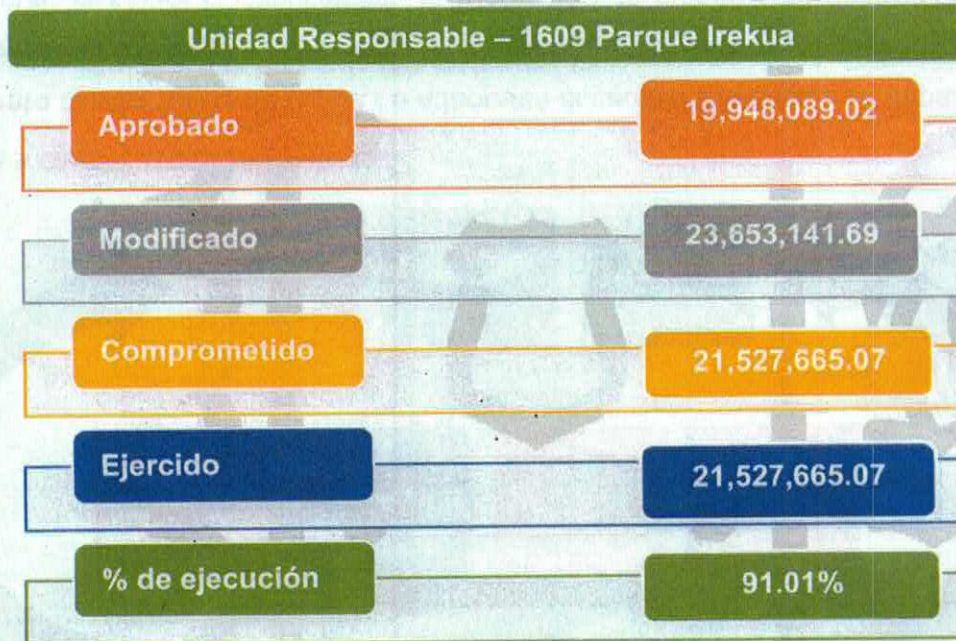 Unidad Responsable – 1609 Parque Irekua
Aprobado 19,948,089.02
Modificado 23,653,141.69
Comprometido 21,527,665.07
Ejercido 21,527,665.07
% de ejecución 91.01%